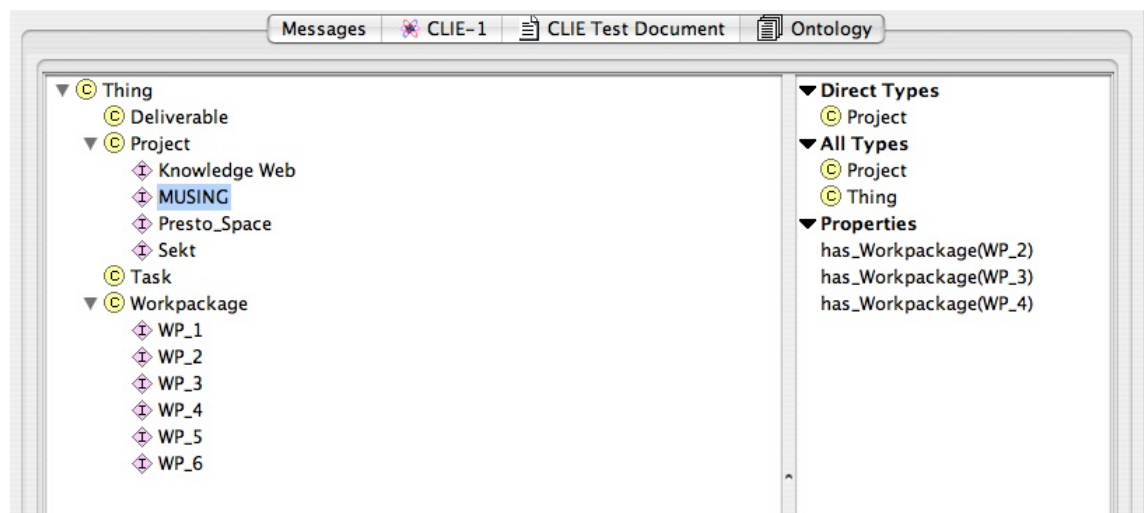 Messages CLIE-1 CLIE Test Document Ontology
C Thing
C Deliverable
C Project
I Knowledge Web
I MUSING
I Presto_Space
I Sekt
C Task
C Workpackage
I WP_1
I WP_2
I WP_3
I WP_4
I WP_5
I WP_6
Direct Types
C Project
All Types
C Project
C Thing
Properties
has_Workpackage(WP_2)
has_Workpackage(WP_3)
has_Workpackage(WP_4)